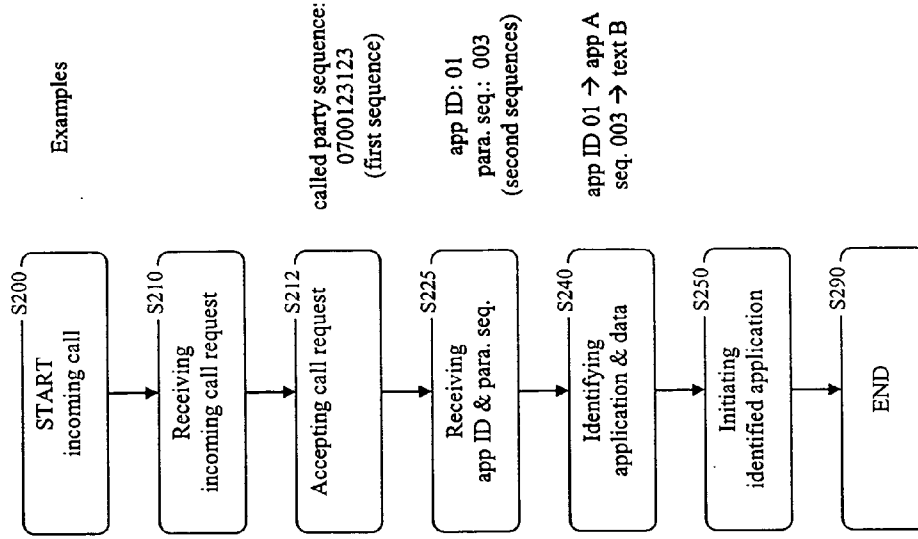 Examples
S200
START
incoming call
S210
Receiving
incoming call request
S212
Accepting call request
called party sequence:
0700123123
(first sequence)
S225
Receiving
app ID & para. seq.
app ID: 01
para. seq.: 003
(second sequences)
S240
Identifying
application & data
app ID 01 → app A
seq. 003 → text B
S250
Initiating
identified application
S290
END